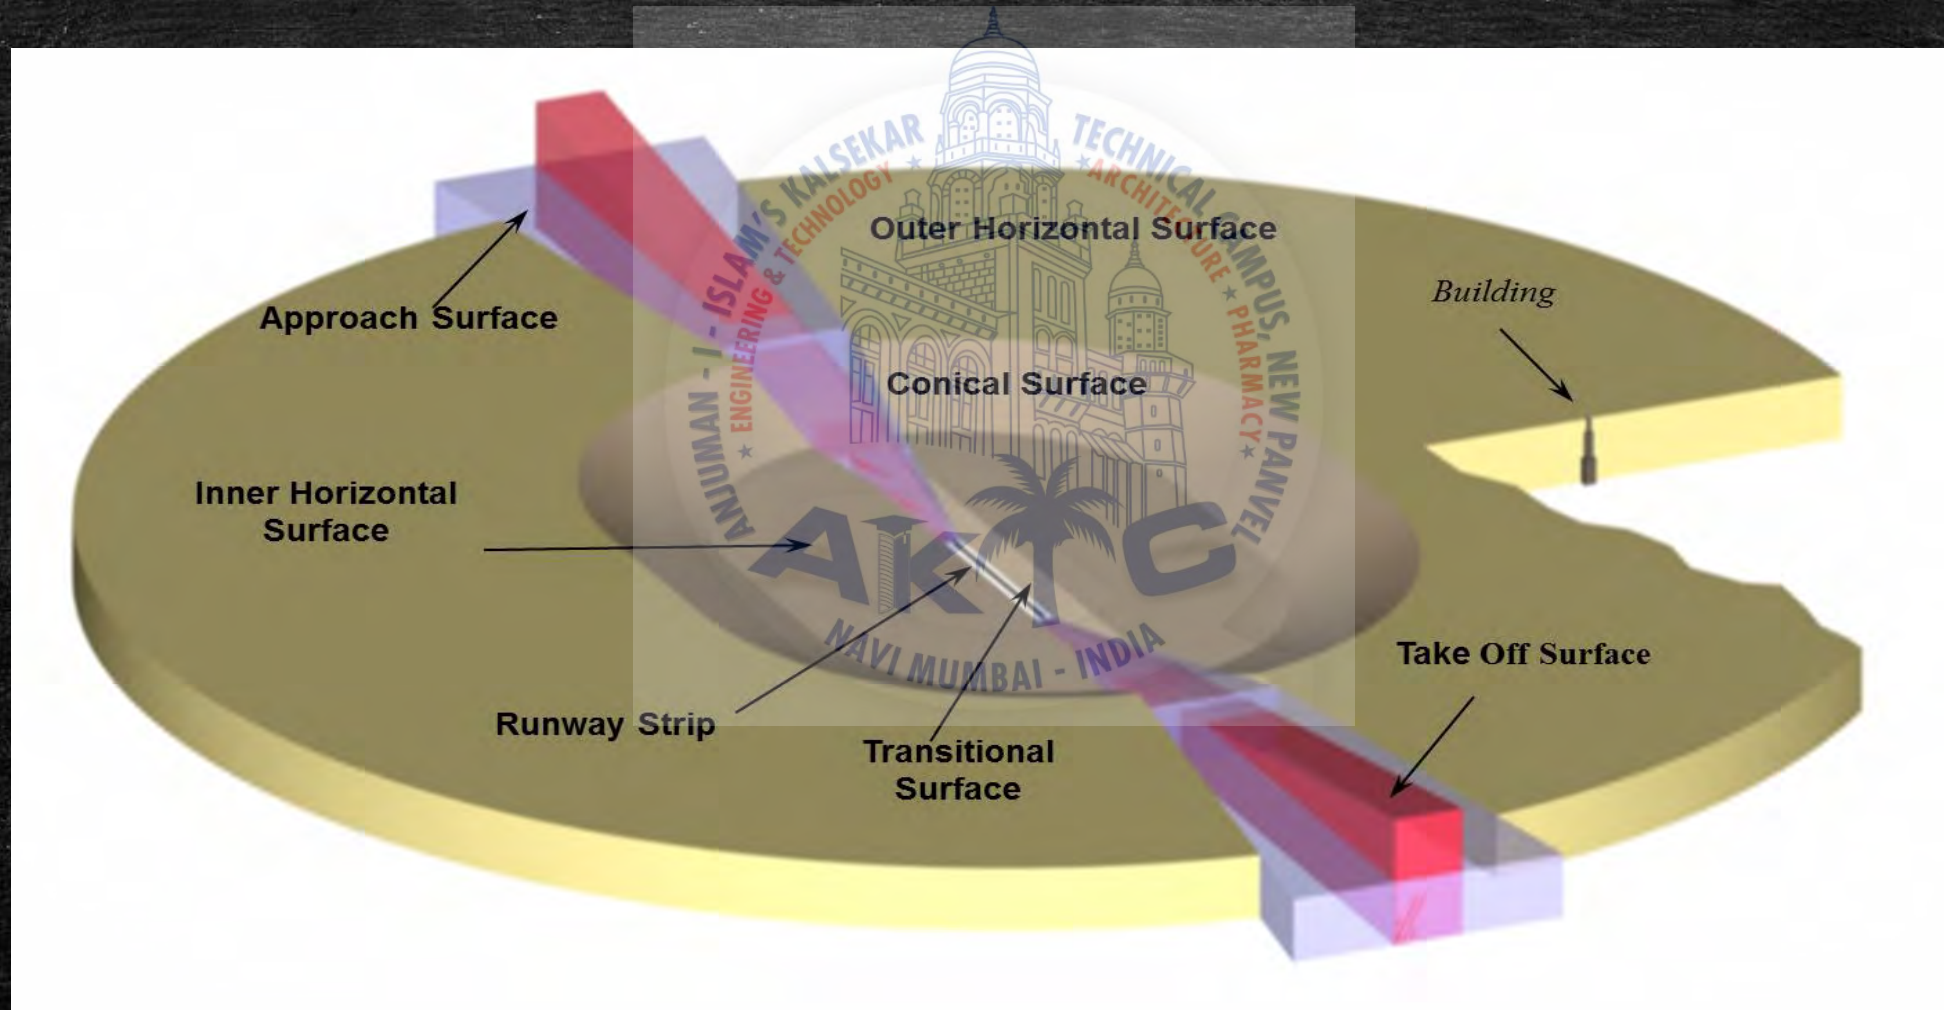 ANJUMAN - I - ISLAM'S KALSEKAR TECHNICAL CAMPUS, NEW PANVEL
ENGINEERING & TECHNOLOGY ★ ARCHITECTURE ★ PHARMACY
Outer Horizontal Surface
Building
Approach Surface
Conical Surface
Inner Horizontal
Surface
AKTC
NAVI MUMBAI - INDIA
Take Off Surface
Runway Strip
Transitional
Surface